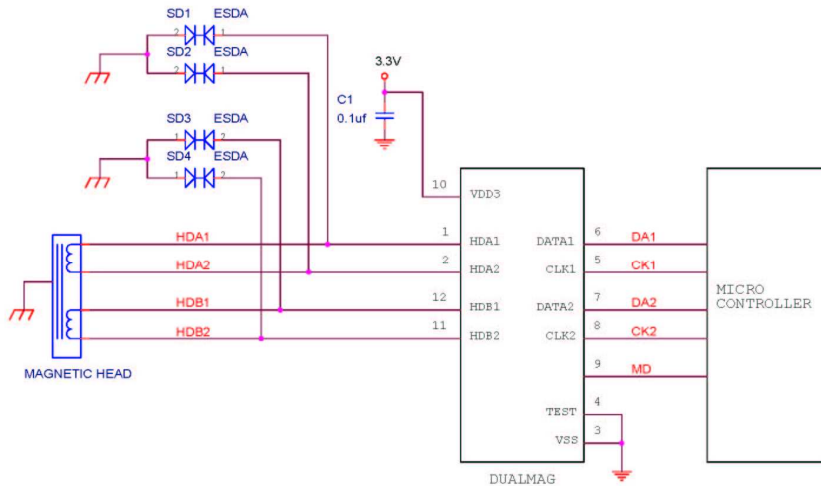 SD1 ESDA
2 1
SD2 ESDA
2 1
3.3V
C1
0.1uf
SD3 ESDA
1 2
SD4 ESDA
1 2
10 VDD3
HDA1 1 HDA1 DATA1 6 DA1
HDA2 2 HDA2 CLK1 5 CK1
HDB1 12 HDB1 DATA2 7 DA2
HDB2 11 HDB2 CLK2 8 CK2
9 MD
MICRO
CONTROLLER
MAGNETIC HEAD
TEST 4
VSS 3
DUALMAG